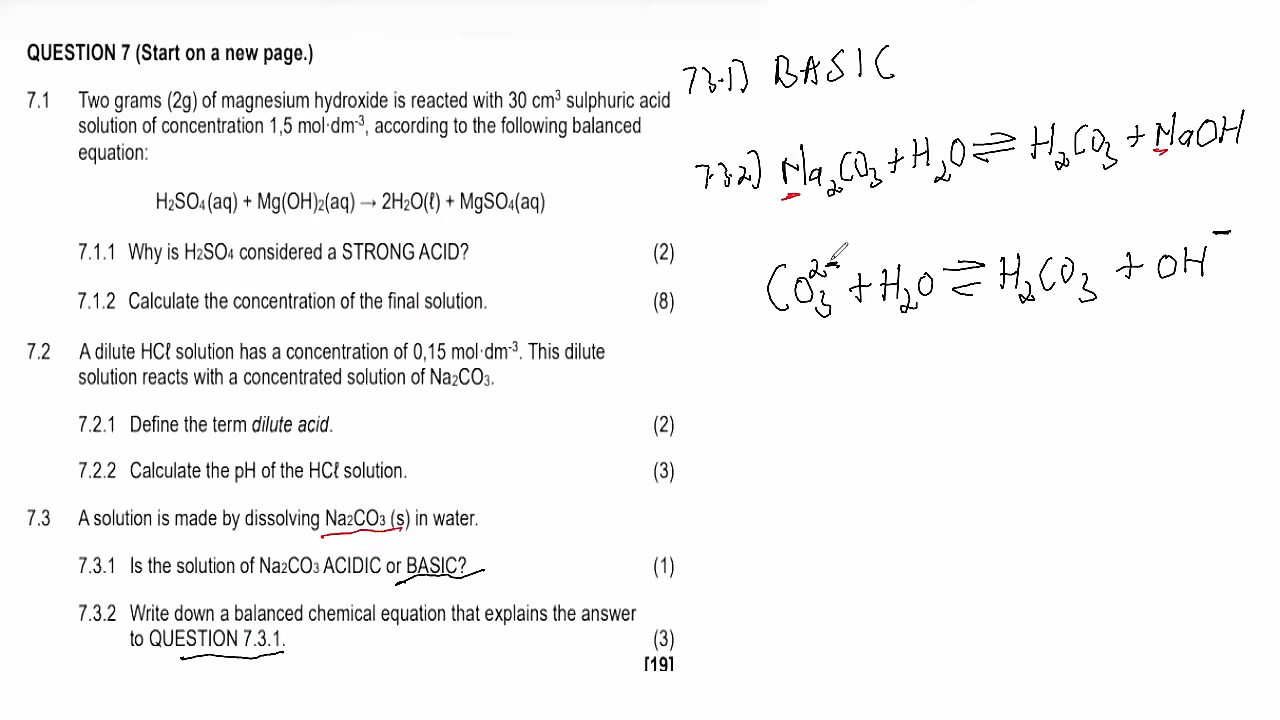 QUESTION 7 (Start on a new page.)
7.1 Two grams (2g) of magnesium hydroxide is reacted with 30 cm³ sulphuric acid
solution of concentration 1,5 mol·dm⁻³, according to the following balanced
equation:
H₂SO₄(aq) + Mg(OH)₂(aq) → 2H₂O(ℓ) + MgSO₄(aq)
7.1.1 Why is H₂SO₄ considered a STRONG ACID? (2)
7.1.2 Calculate the concentration of the final solution. (8)
7.2 A dilute HCℓ solution has a concentration of 0,15 mol·dm⁻³. This dilute
solution reacts with a concentrated solution of Na₂CO₃.
7.2.1 Define the term dilute acid. (2)
7.2.2 Calculate the pH of the HCℓ solution. (3)
7.3 A solution is made by dissolving Na₂CO₃ (s) in water.
7.3.1 Is the solution of Na₂CO₃ ACIDIC or BASIC? (1)
7.3.2 Write down a balanced chemical equation that explains the answer
to QUESTION 7.3.1. (3)
[19]
7.3.1) BASIC
7.3.2) Na₂CO₃ + H₂O ⇌ H₂CO₃ + NaOH
CO₃²⁻ + H₂O ⇌ H₂CO₃ + OH⁻